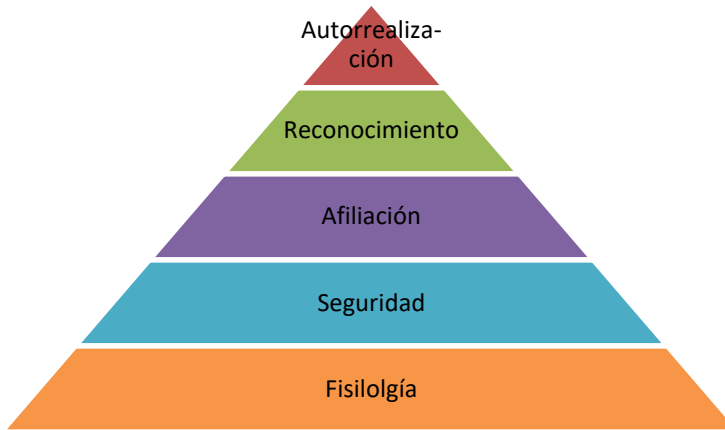 Autorrealiza-
ción
Reconocimiento
Afiliación
Seguridad
Fisilolgía